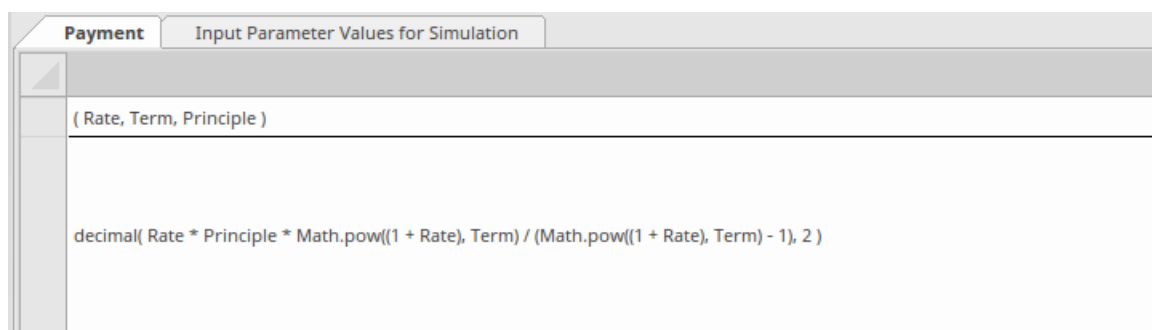 Payment Input Parameter Values for Simulation
( Rate, Term, Principle )
decimal( Rate * Principle * Math.pow((1 + Rate), Term) / (Math.pow((1 + Rate), Term) - 1), 2 )